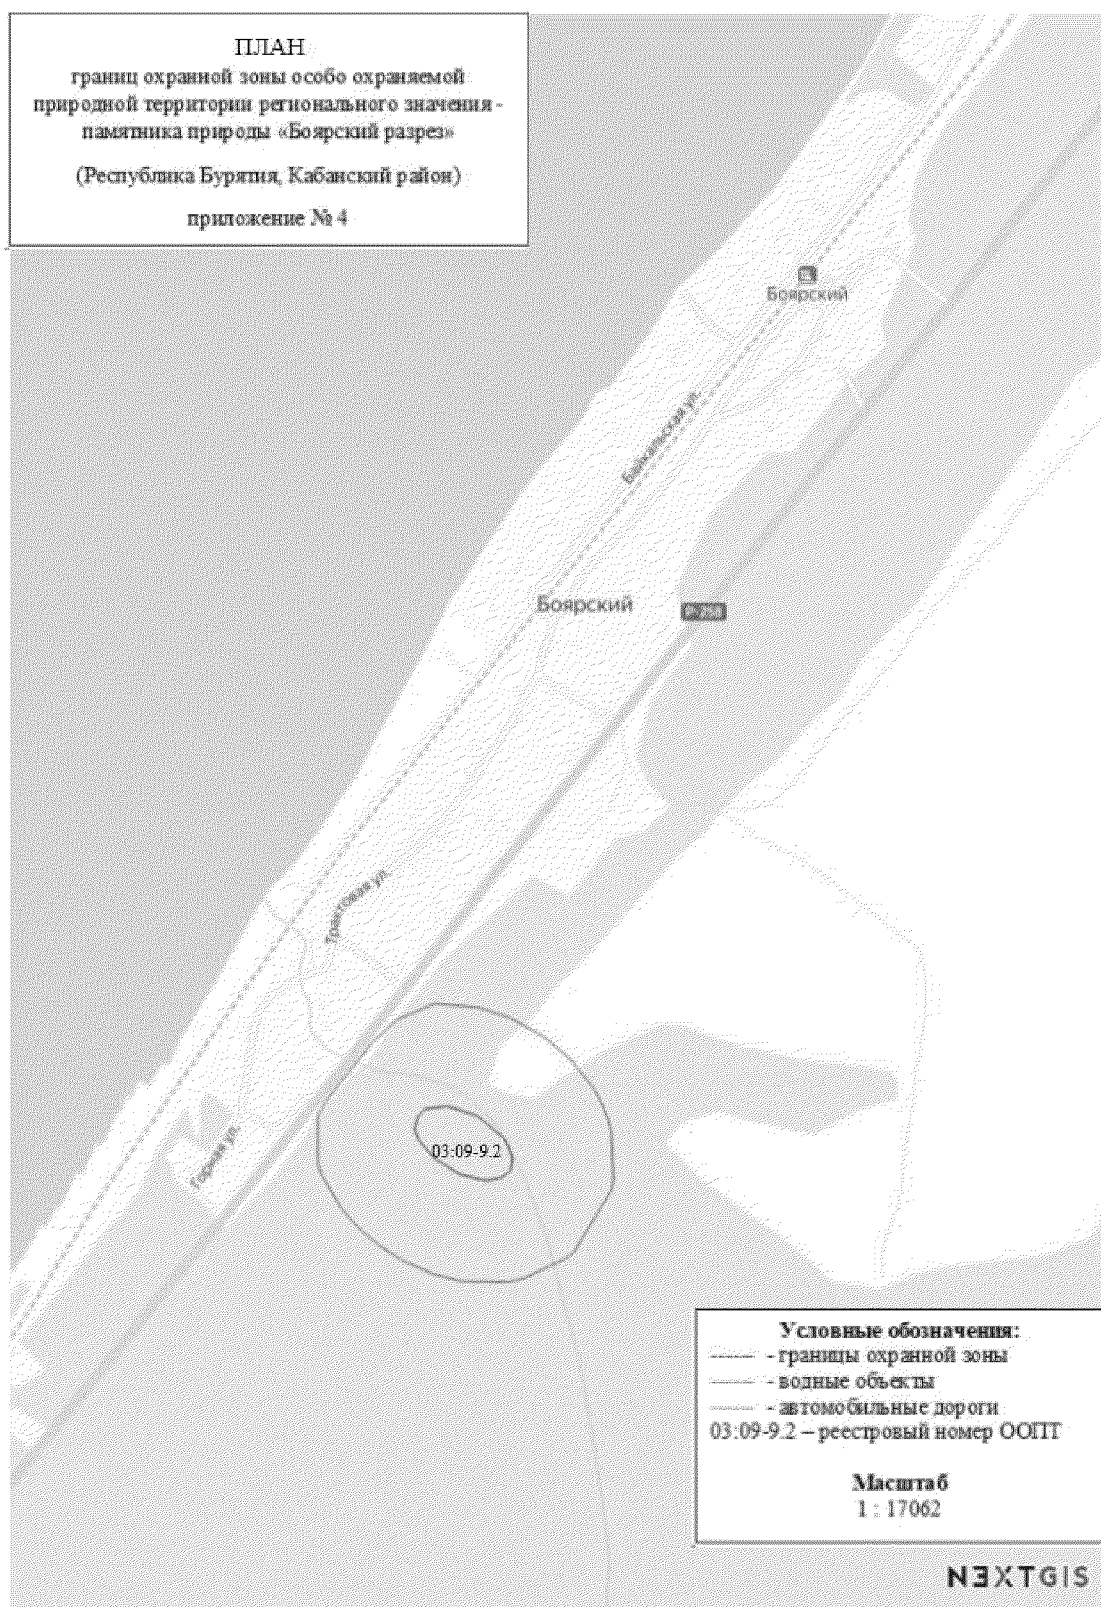 ПЛАН
границ охранной зоны особо охраняемой
природной территории регионального значения -
памятника природы «Боярский разрез»
(Республика Бурятия, Кабанский район)
приложение № 4
Боярский
Байкальская ул.
Боярский
Р-258
Трактовая ул.
Горная ул.
03:09-9.2
Условные обозначения:
- границы охранной зоны
- водные объекты
- автомобильные дороги
03:09-9.2 – реестровый номер ООПТ
Масштаб
1 : 17062
NEXTGIS